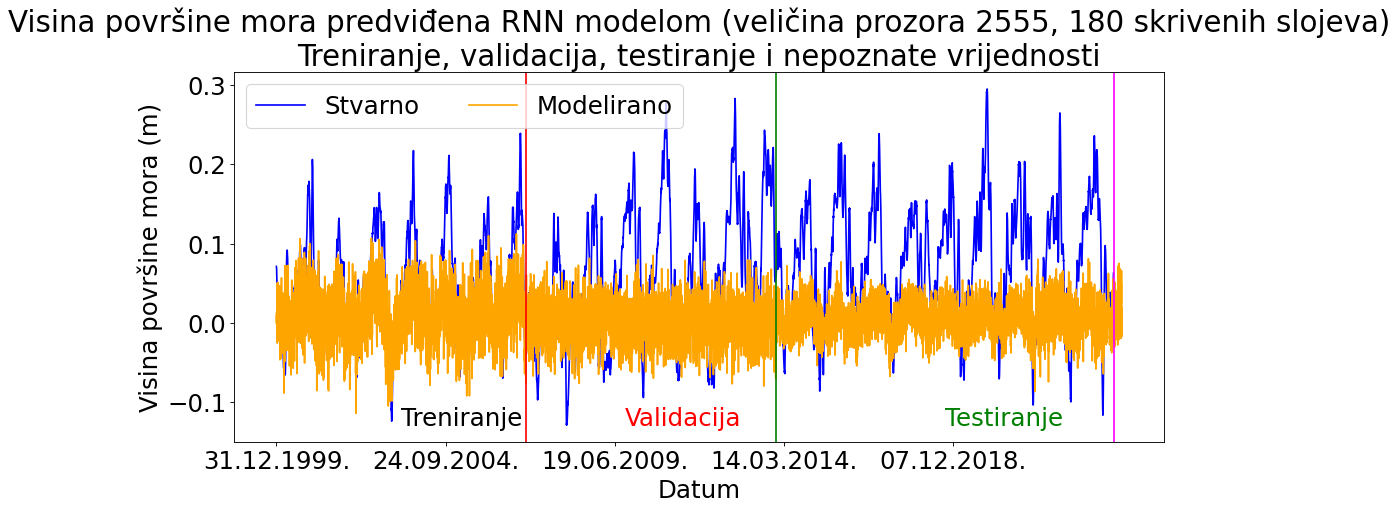 Visina površine mora predviđena RNN modelom (veličina prozora 2555, 180 skrivenih slojeva)
Treniranje, validacija, testiranje i nepoznate vrijednosti
Stvarno Modelirano
Visina površine mora (m)
0.3
0.2
0.1
0.0
−0.1
Treniranje Validacija Testiranje
31.12.1999. 24.09.2004. 19.06.2009. 14.03.2014. 07.12.2018.
Datum